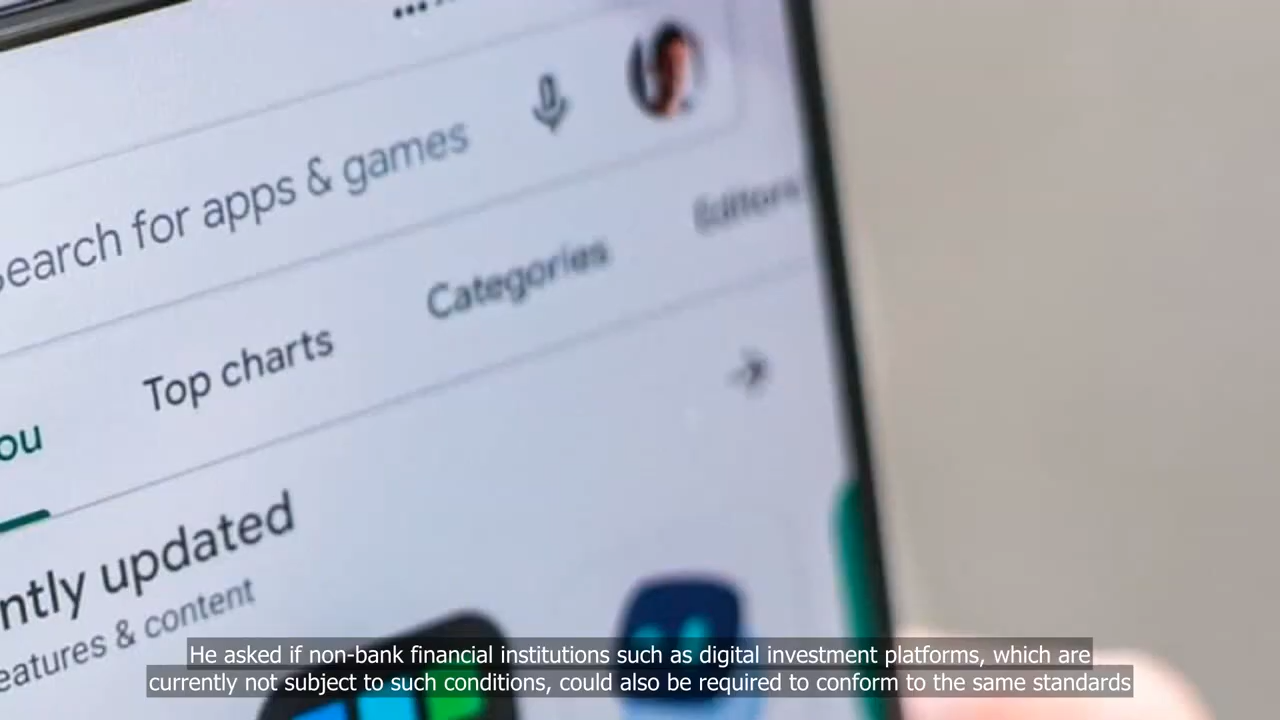 Search for apps & games
ou
Top charts
Categories
Editors
ntly updated
eatures & content
He asked if non-bank financial institutions such as digital investment platforms, which are
currently not subject to such conditions, could also be required to conform to the same standards